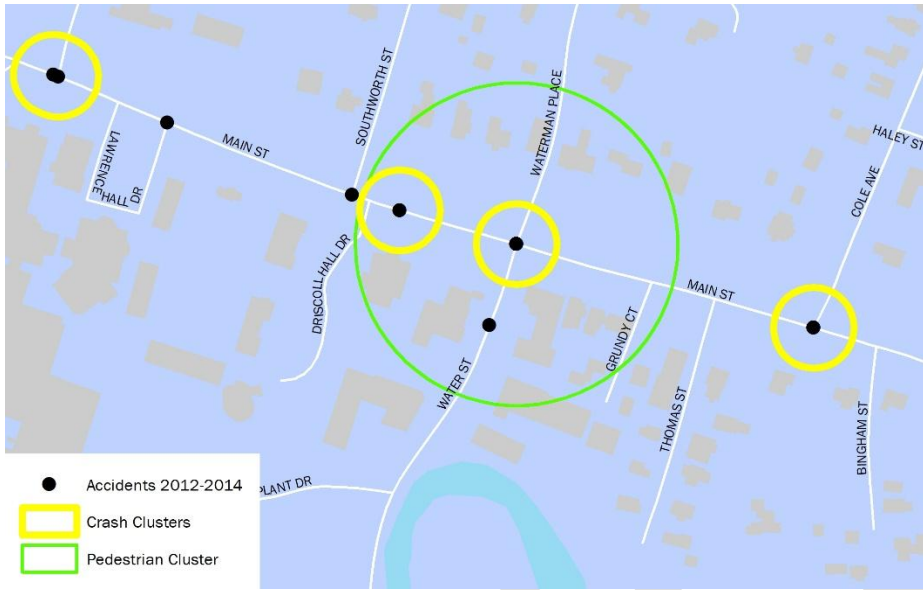 SOUTHWORTH ST
WATERMAN PLACE
HALEY ST
COLE AVE
MAIN ST
LAWRENCE
HALL DR
DRISCOLL HALL DR
MAIN ST
GRUNDY CT
WATER ST
THOMAS ST
BINGHAM ST
PLANT DR
Accidents 2012-2014
Crash Clusters
Pedestrian Cluster